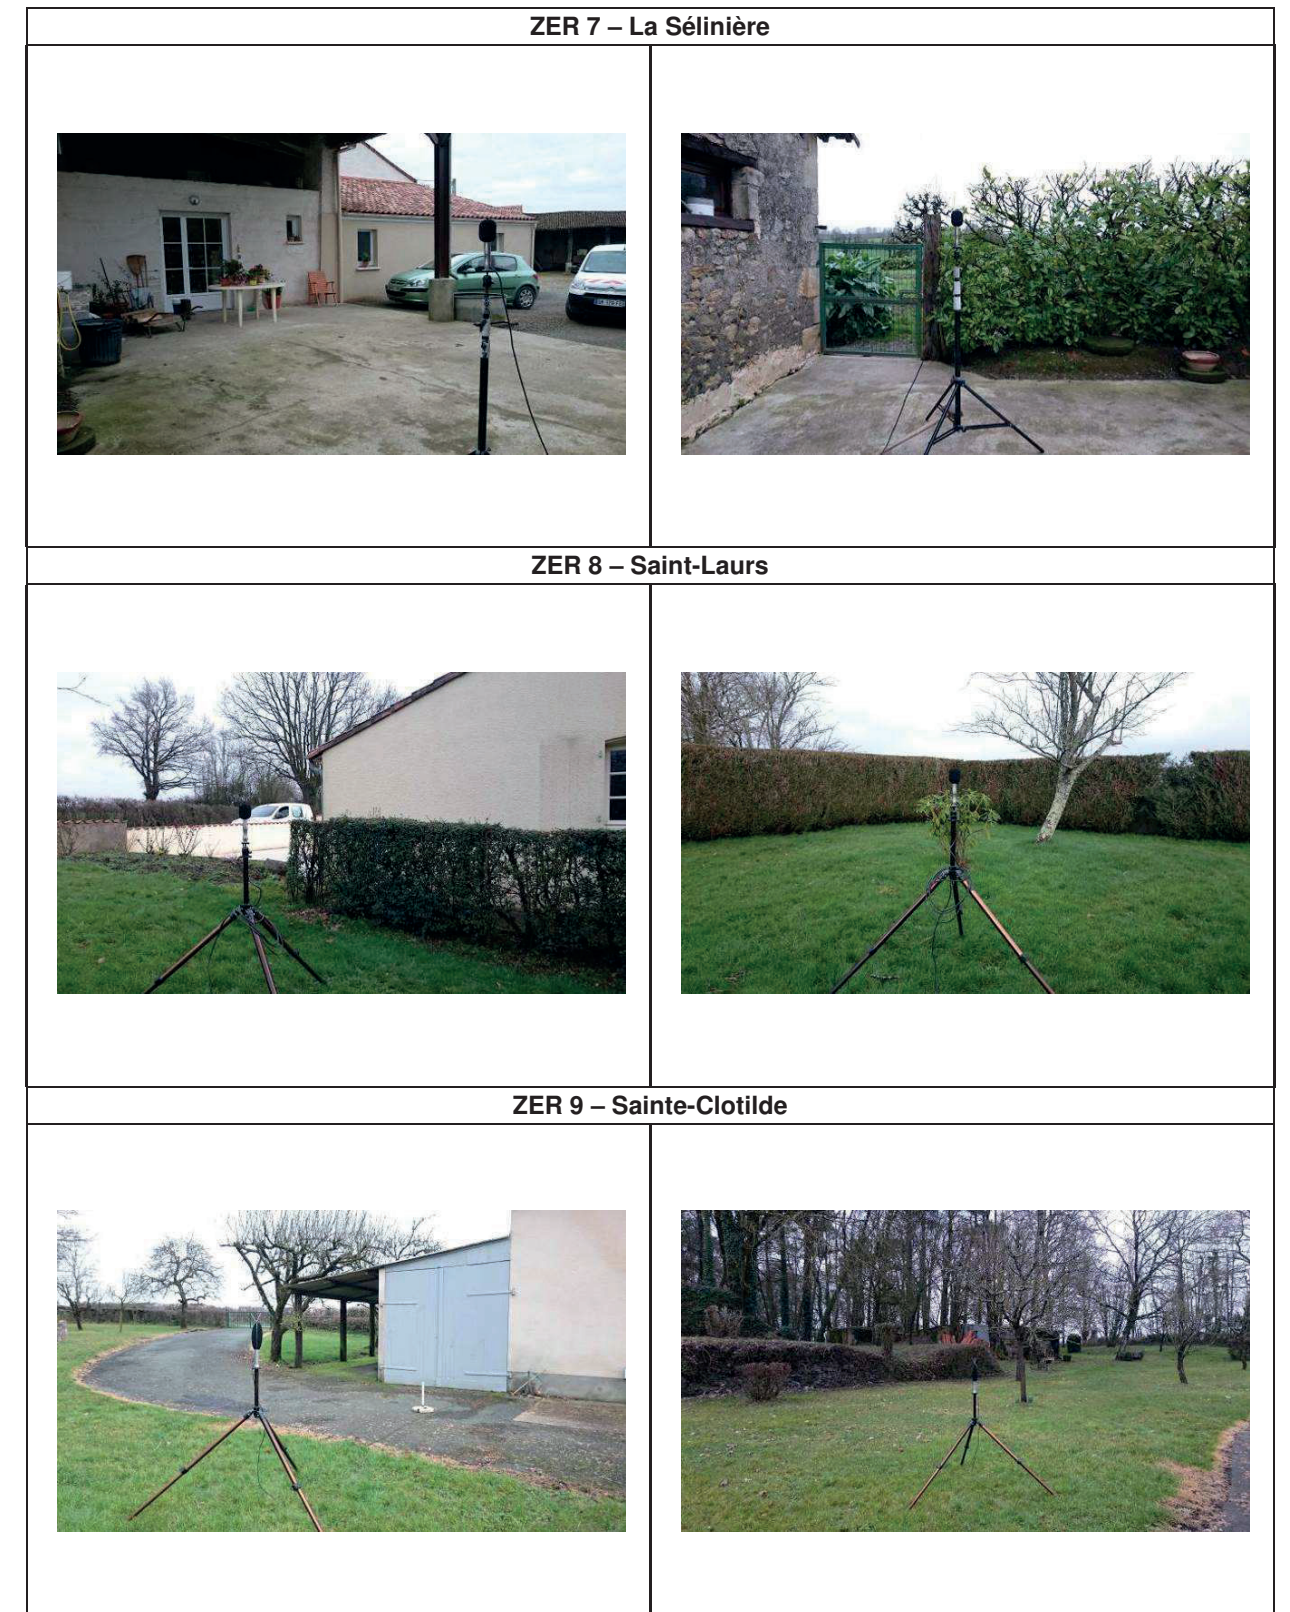 ZER 7 – La Sélinière
ZER 8 – Saint-Laurs
ZER 9 – Sainte-Clotilde